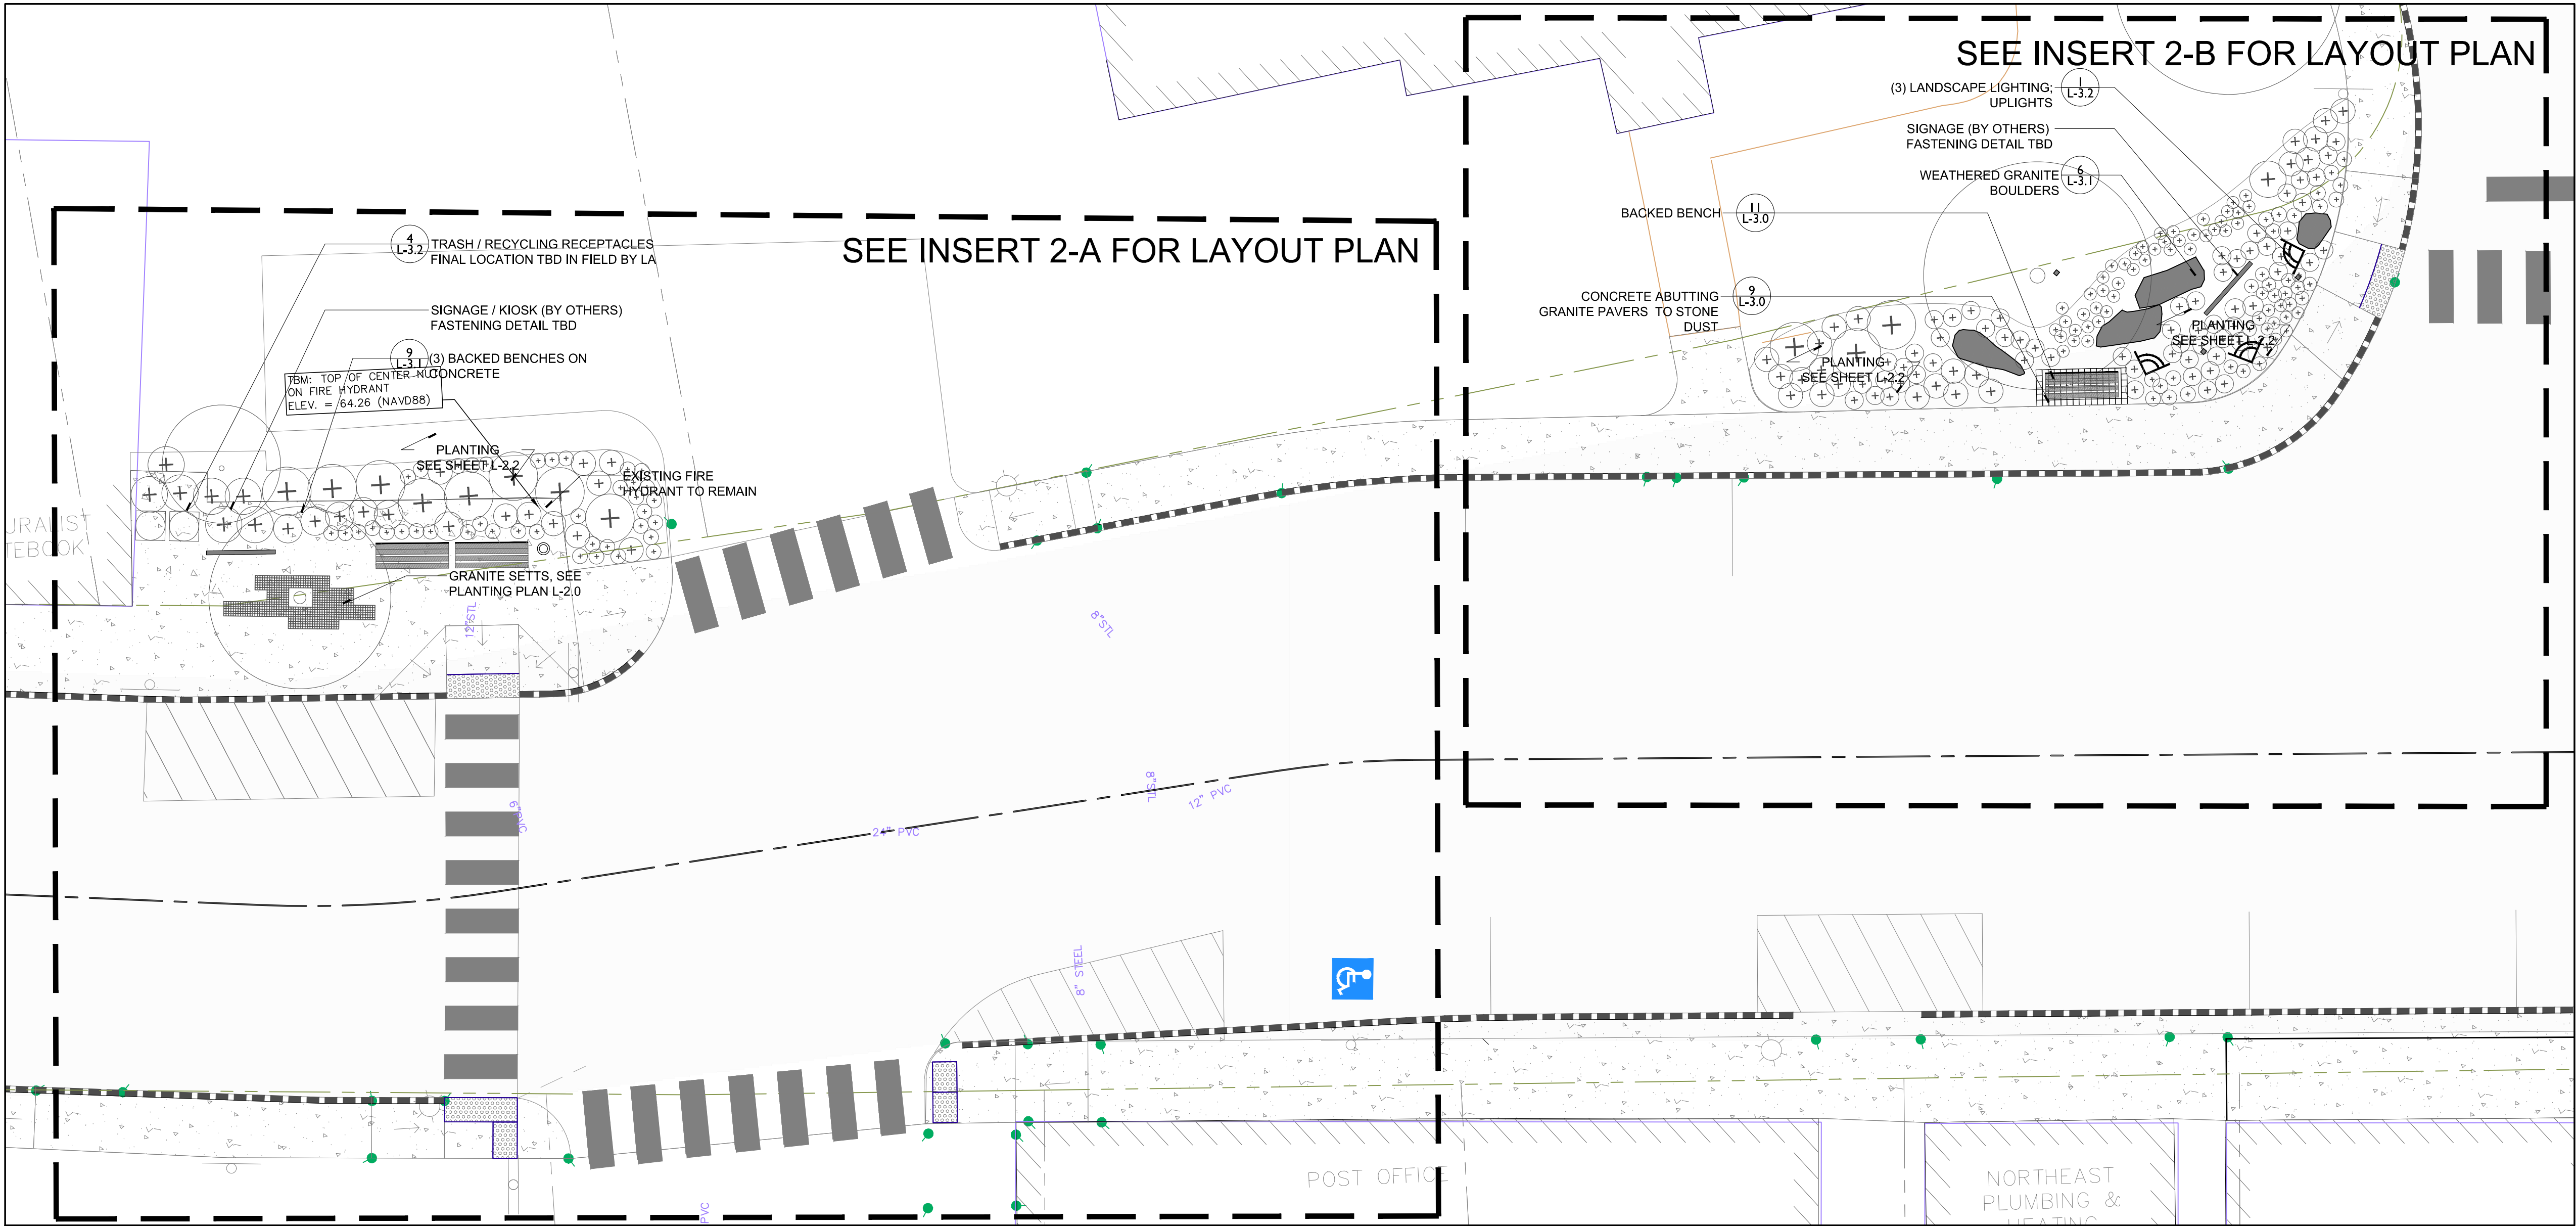 SEE INSERT 2-B FOR LAYOUT PLAN
(3) LANDSCAPE LIGHTING;
UPLIGHTS
1
L-3.2
SIGNAGE (BY OTHERS)
FASTENING DETAIL TBD
WEATHERED GRANITE
BOULDERS
6
L-3.1
BACKED BENCH
11
L-3.0
CONCRETE ABUTTING
GRANITE PAVERS TO STONE
DUST
9
L-3.0
PLANTING
SEE SHEET L-2.2
PLANTING
SEE SHEET L-2.2
SEE INSERT 2-A FOR LAYOUT PLAN
4
L-3.2
TRASH / RECYCLING RECEPTACLES
FINAL LOCATION TBD IN FIELD BY LA
SIGNAGE / KIOSK (BY OTHERS)
FASTENING DETAIL TBD
9
L-3.1
(3) BACKED BENCHES ON
CONCRETE
TBM: TOP OF CENTER NUT
ON FIRE HYDRANT
ELEV. = 64.26 (NAVD88)
PLANTING
SEE SHEET L-2.2
EXISTING FIRE
HYDRANT TO REMAIN
URALIST
TEBOOK
GRANITE SETTS, SEE
PLANTING PLAN L-2.0
12"STL
8"STL
8"STL
12" PVC
6"PVC
24" PVC
8" STEEL
POST OFFICE
NORTHEAST
PLUMBING &
HEATING
PVC